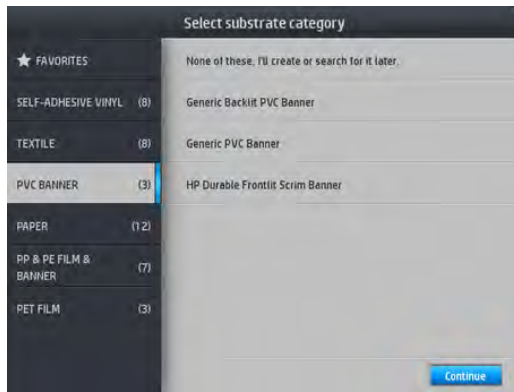 Select substrate category
FAVORITES
SELF-ADHESIVE VINYL (8)
TEXTILE (8)
PVC BANNER (3)
PAPER (12)
PP & PE FILM &
BANNER (7)
PET FILM (3)
None of these, I'll create or search for it later.
Generic Backlit PVC Banner
Generic PVC Banner
HP Durable Frontlit Scrim Banner
Continue